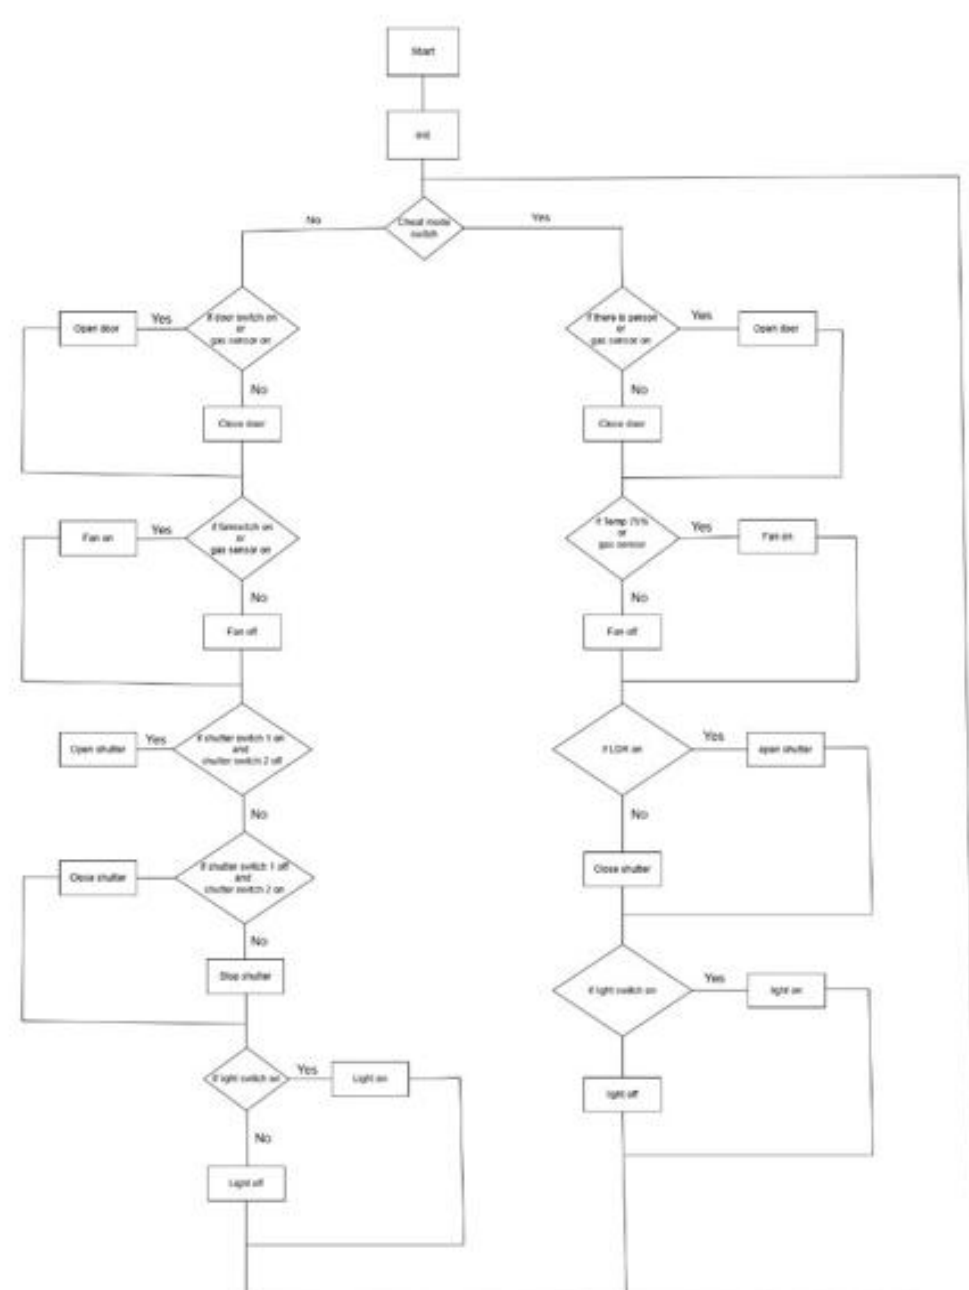 Start
init
No
Yes
Cheat mode
switch
Open door
Yes
If door switch on
or
gas sensor on
If there is person
or
gas sensor on
Yes
Open door
No
No
Close door
Close door
Fan on
Yes
or
gas sensor on
If Temp
or
gas sensor
Yes
Fan on
No
No
Fan off
Fan off
Open shutter
Yes
If shutter switch 1 on
and
shutter switch 2 off
If LDR on
Yes
open shutter
No
No
Close shutter
If shutter switch 1 off
and
shutter switch 2 on
Close shutter
No
Stop shutter
If light switch on
Yes
light on
If light switch on
Yes
Light on
light off
No
Light off